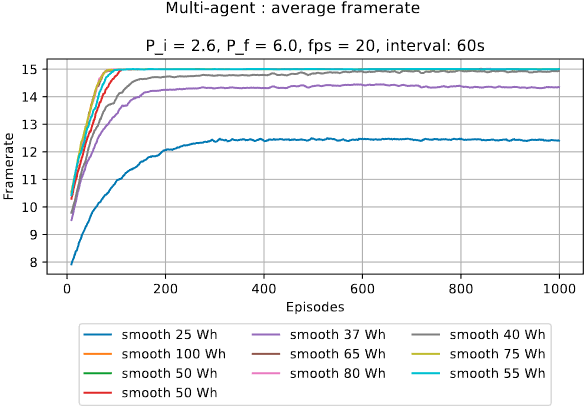 Multi-agent : average framerate
P_i = 2.6, P_f = 6.0, fps = 20, interval: 60s
15
14
13
12
11
10
9
8
Framerate
0 200 400 600 800 1000
Episodes
smooth 25 Wh smooth 37 Wh smooth 40 Wh
smooth 100 Wh smooth 65 Wh smooth 75 Wh
smooth 50 Wh smooth 80 Wh smooth 55 Wh
smooth 50 Wh